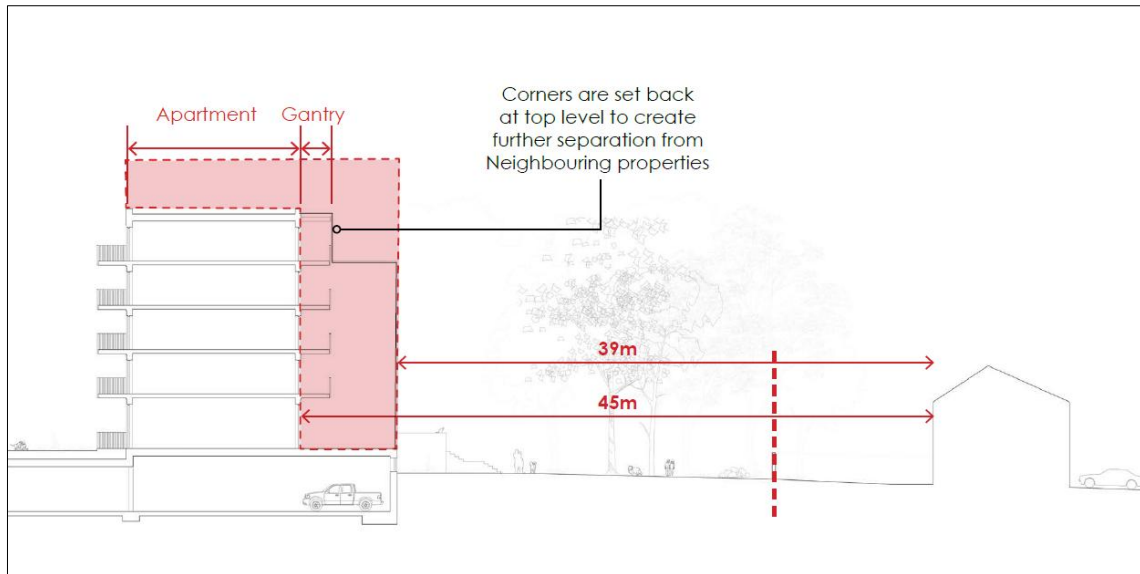 Apartment
Gantry
Corners are set back
at top level to create
further separation from
Neighbouring properties
39m
45m